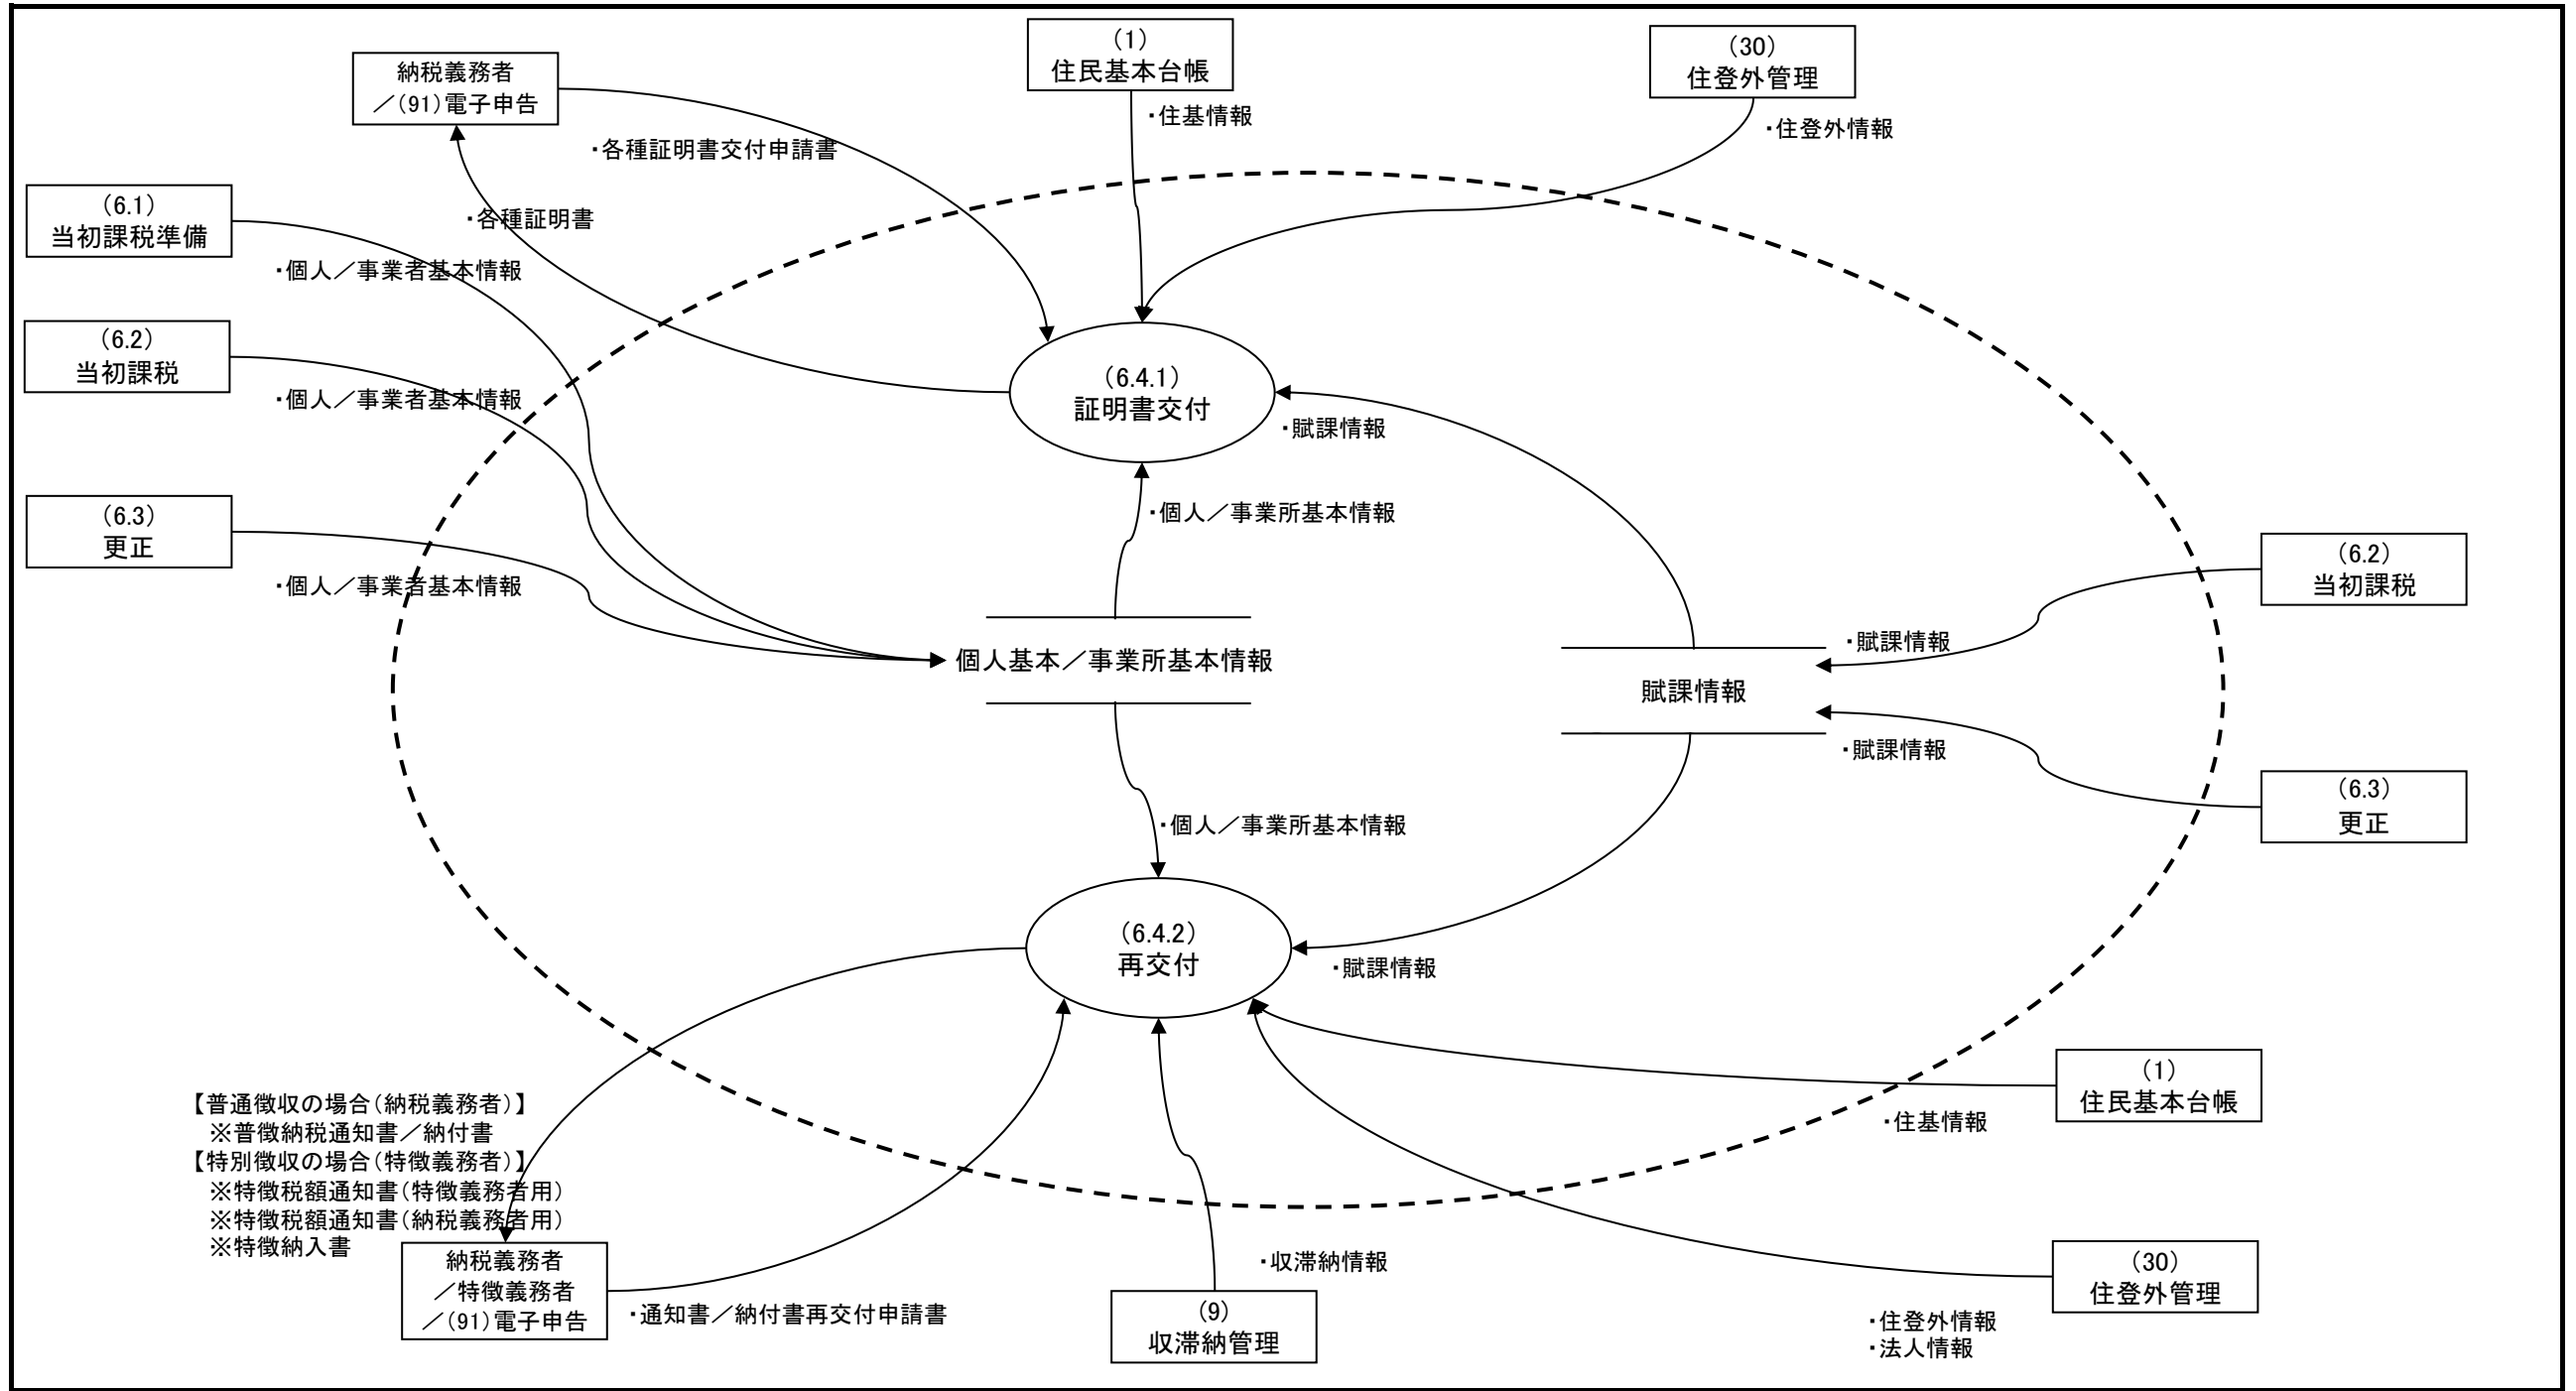 （1）
住民基本台帳
（30）
住登外管理
納税義務者
／（91）電子申告
・住基情報
・住登外情報
・各種証明書交付申請書
・各種証明書
（6.1）
当初課税準備
・個人／事業者基本情報
（6.2）
当初課税
・個人／事業者基本情報
（6.4.1）
証明書交付
・賦課情報
（6.3）
更正
・個人／事業者基本情報
・個人／事業所基本情報
（6.2）
当初課税
・賦課情報
個人基本／事業所基本情報
賦課情報
・賦課情報
（6.3）
更正
・個人／事業所基本情報
（6.4.2）
再交付
・賦課情報
（1）
住民基本台帳
・住基情報
【普通徴収の場合（納税義務者）】
※普徴納税通知書／納付書
【特別徴収の場合（特徴義務者）】
※特徴税額通知書（特徴義務者用）
※特徴税額通知書（納税義務者用）
※特徴納入書
納税義務者
／特徴義務者
／（91）電子申告
・通知書／納付書再交付申請書
・収滞納情報
（9）
収滞納管理
（30）
住登外管理
・住登外情報
・法人情報